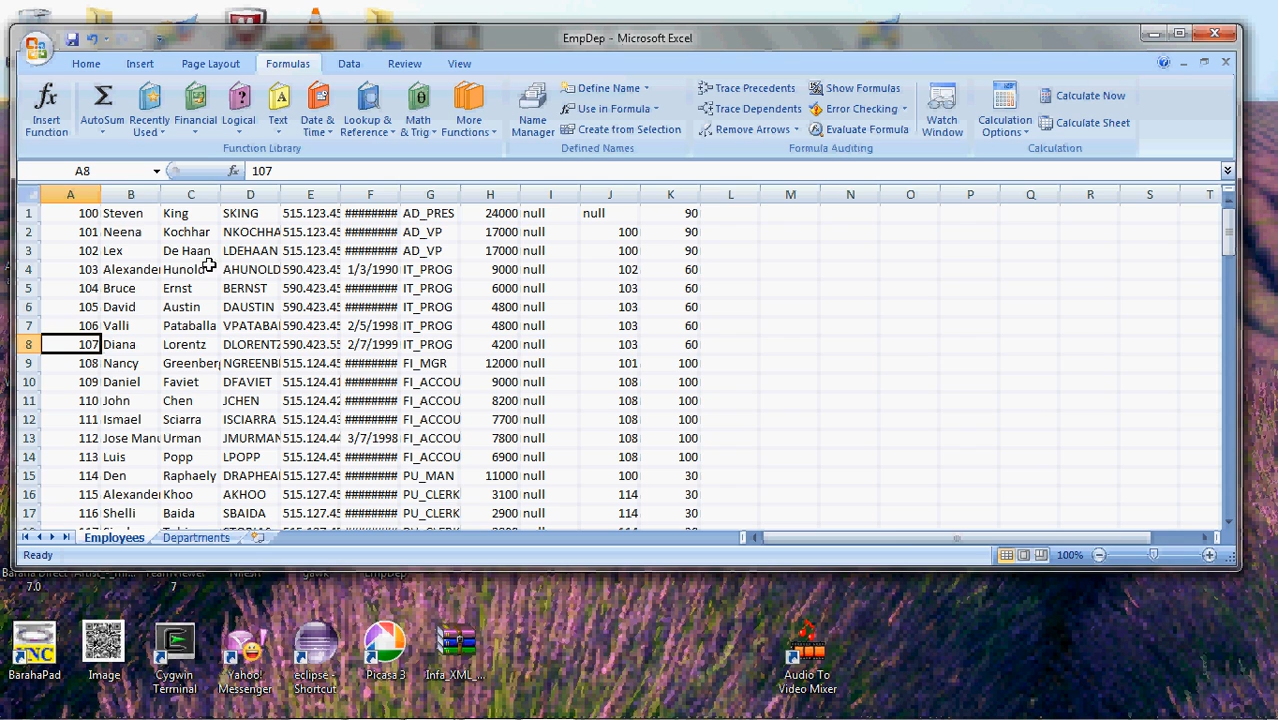 EmpDep - Microsoft Excel
Home Insert Page Layout Formulas Data Review View
Insert Function
AutoSum
Recently Used
Financial
Logical
Text
Date & Time
Lookup & Reference
Math & Trig
More Functions
Function Library
Name Manager
Define Name
Use in Formula
Create from Selection
Defined Names
Trace Precedents
Trace Dependents
Remove Arrows
Show Formulas
Error Checking
Evaluate Formula
Formula Auditing
Watch Window
Calculation Options
Calculate Now
Calculate Sheet
Calculation
A8 fx 107
A B C D E F G H I J K L M N O P Q R S T
1 100 Steven King SKING 515.123.45 ######## AD_PRES 24000 null null 90
2 101 Neena Kochhar NKOCHHA 515.123.45 ######## AD_VP 17000 null 100 90
3 102 Lex De Haan LDEHAAN 515.123.45 ######## AD_VP 17000 null 100 90
4 103 Alexander Hunold AHUNOLD 590.423.45 1/3/1990 IT_PROG 9000 null 102 60
5 104 Bruce Ernst BERNST 590.423.45 ######## IT_PROG 6000 null 103 60
6 105 David Austin DAUSTIN 590.423.45 ######## IT_PROG 4800 null 103 60
7 106 Valli Pataballa VPATABA 590.423.45 2/5/1998 IT_PROG 4800 null 103 60
8 107 Diana Lorentz DLORENTZ 590.423.55 2/7/1999 IT_PROG 4200 null 103 60
9 108 Nancy Greenberg NGREENBE 515.124.45 ######## FI_MGR 12000 null 101 100
10 109 Daniel Faviet DFAVIET 515.124.41 ######## FI_ACCOU 9000 null 108 100
11 110 John Chen JCHEN 515.124.42 ######## FI_ACCOU 8200 null 108 100
12 111 Ismael Sciarra ISCIARRA 515.124.43 ######## FI_ACCOU 7700 null 108 100
13 112 Jose Manu Urman JMURMAN 515.124.44 3/7/1998 FI_ACCOU 7800 null 108 100
14 113 Luis Popp LPOPP 515.124.45 ######## FI_ACCOU 6900 null 108 100
15 114 Den Raphaely DRAPHEAL 515.127.45 ######## PU_MAN 11000 null 100 30
16 115 Alexander Khoo AKHOO 515.127.45 ######## PU_CLERK 3100 null 114 30
17 116 Shelli Baida SBAIDA 515.127.45 ######## PU_CLERK 2900 null 114 30
Employees Departments
Ready 100%
7.0 7
BarahaPad
Image
Cygwin Terminal
Yahoo! Messenger
eclipse - Shortcut
Picasa 3
Infa_XML_...
Audio To Video Mixer